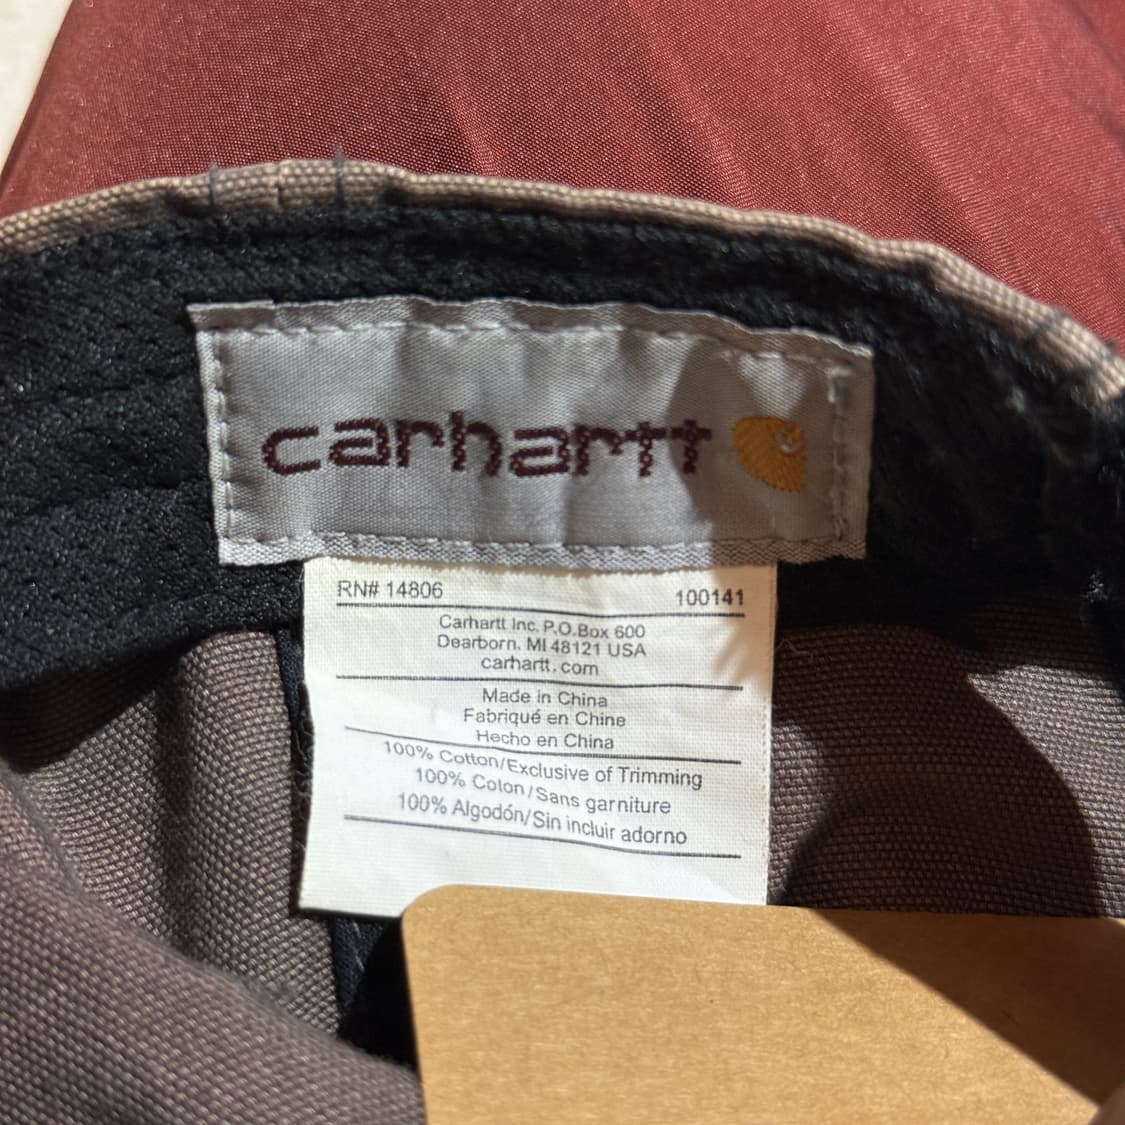 carhartt
RN# 14806 100141
Carhartt Inc. P.O.Box 600
Dearborn, MI 48121 USA
carhartt.com
Made in China
Fabriqué en Chine
Hecho en China
100% Cotton/Exclusive of Trimming
100% Coton/Sans garniture
100% Algodón/Sin incluir adorno